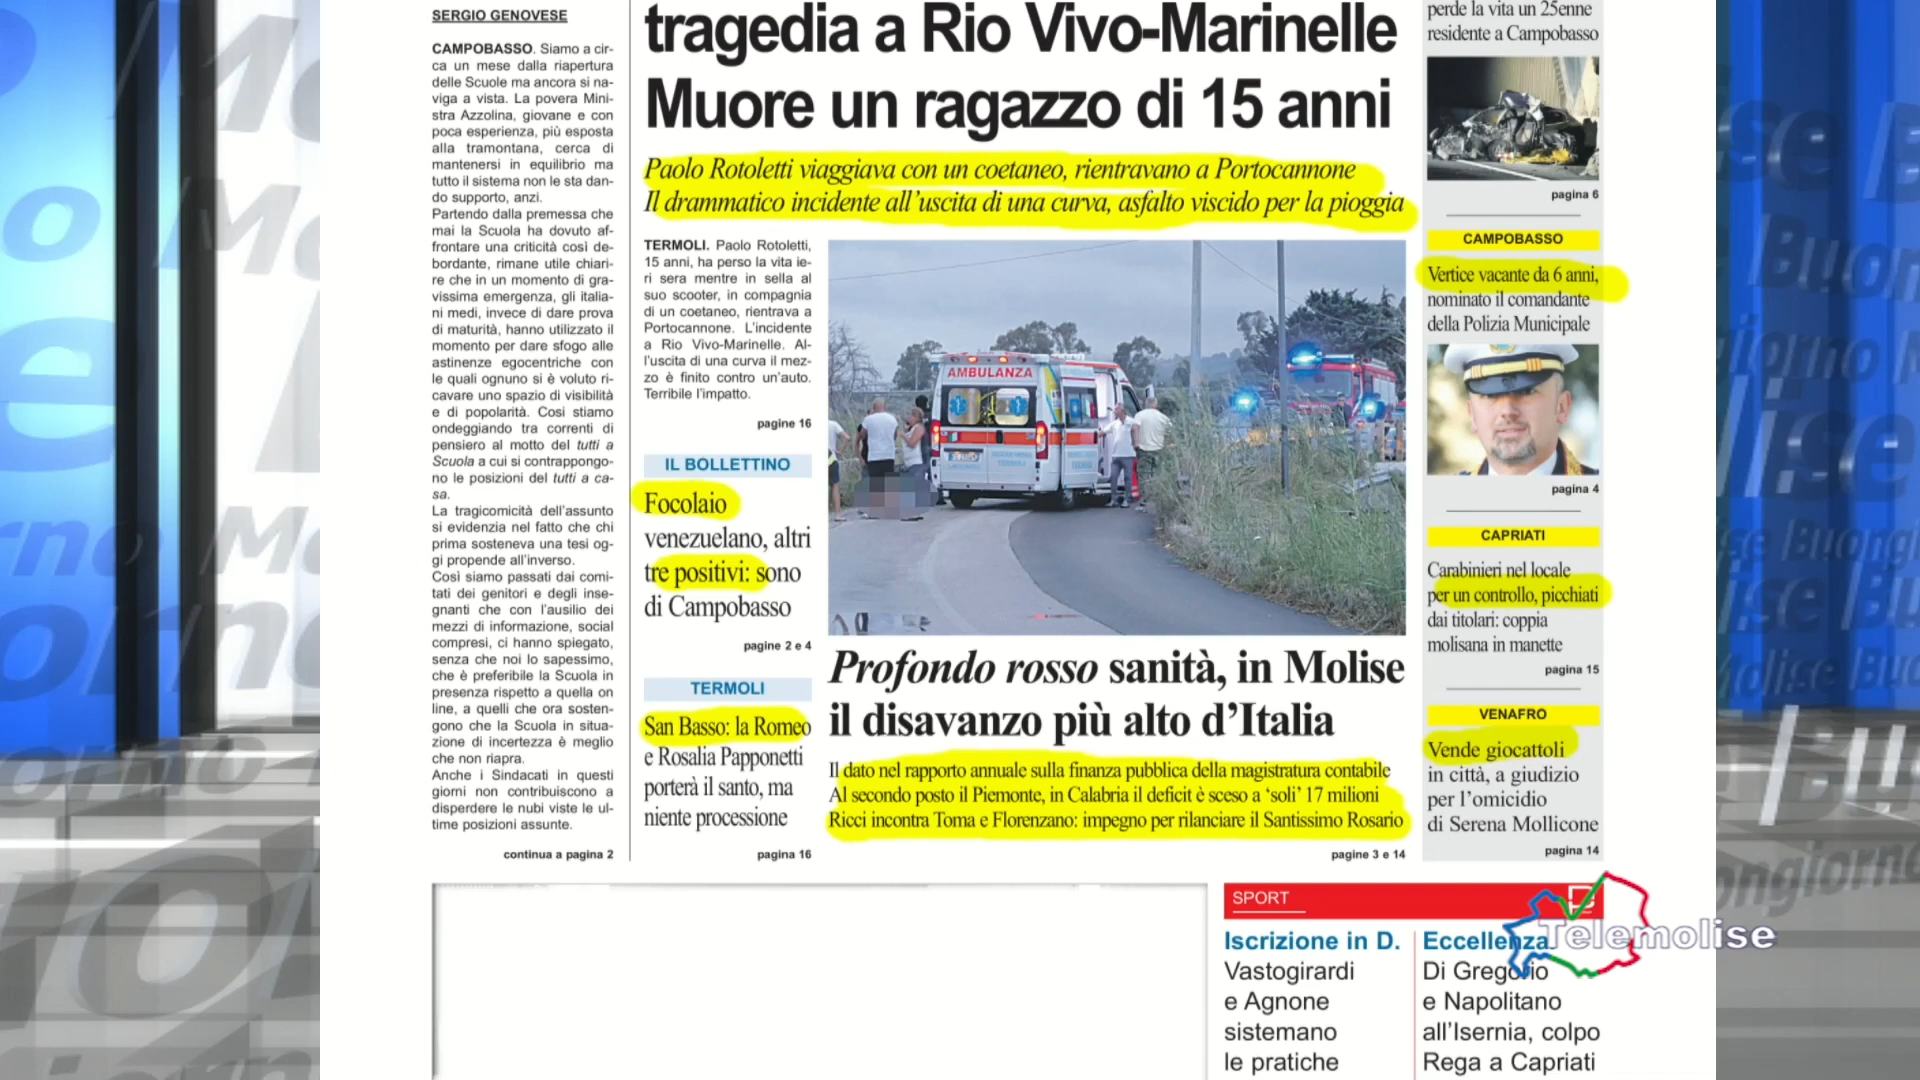 SERGIO GENOVESE
CAMPOBASSO. Siamo a cir-
ca un mese dalla riapertura
delle Scuole ma ancora si na-
viga a vista. La povera Mini-
stra Azzolina, giovane e con
poca esperienza, più esposta
alla tramontana, cerca di
mantenersi in equilibrio ma
tutto il sistema non le sta dan-
do supporto, anzi.
Partendo dalla premessa che
mai la Scuola ha dovuto af-
frontare una criticità così de-
bordante, rimane utile chiari-
re che in un momento di gra-
vissima emergenza, gli italia-
ni medi, invece di dare prova
di maturità, hanno utilizzato il
momento per dare sfogo alle
astinenze egocentriche con
le quali ognuno si è voluto ri-
cavare uno spazio di visibilità
e di popolarità. Cosi stiamo
ondeggiando tra correnti di
pensiero al motto del tutti a
Scuola a cui si contrappongo-
no le posizioni del tutti a ca-
sa.
La tragicomicità dell'assunto
si evidenzia nel fatto che chi
prima sosteneva una tesi og-
gi propende all'inverso.
Così siamo passati dai comi-
tati dei genitori e degli inse-
gnanti che con l'ausilio dei
mezzi di informazione, social
compresi, ci hanno spiegato,
senza che noi lo sapessimo,
che è preferibile la Scuola in
presenza rispetto a quella on
line, a quelli che ora sosten-
gono che la Scuola in situa-
zione di incertezza è meglio
che non riapra.
Anche i Sindacati in questi
giorni non contribuiscono a
disperdere le nubi viste le ul-
time posizioni assunte.
continua a pagina 2
tragedia a Rio Vivo-Marinelle
Muore un ragazzo di 15 anni
Paolo Rotoletti viaggiava con un coetaneo, rientravano a Portocannone
Il drammatico incidente all'uscita di una curva, asfalto viscido per la pioggia
TERMOLI. Paolo Rotoletti,
15 anni, ha perso la vita ie-
ri sera mentre in sella al
suo scooter, in compagnia
di un coetaneo, rientrava a
Portocannone. L'incidente
a Rio Vivo-Marinelle. Al-
l'uscita di una curva il mez-
zo è finito contro un'auto.
Terribile l'impatto.
pagine 16
AMBULANZA
IL BOLLETTINO
Focolaio
venezuelano, altri
tre positivi: sono
di Campobasso
pagine 2 e 4
TERMOLI
San Basso: la Romeo
e Rosalia Papponetti
porterà il santo, ma
niente processione
pagina 16
Profondo rosso sanità, in Molise
il disavanzo più alto d'Italia
Il dato nel rapporto annuale sulla finanza pubblica della magistratura contabile
Al secondo posto il Piemonte, in Calabria il deficit è sceso a 'soli' 17 milioni
Ricci incontra Toma e Florenzano: impegno per rilanciare il Santissimo Rosario
pagine 3 e 14
perde la vita un 25enne
residente a Campobasso
pagina 6
CAMPOBASSO
Vertice vacante da 6 anni,
nominato il comandante
della Polizia Municipale
pagina 4
CAPRIATI
Carabinieri nel locale
per un controllo, picchiati
dai titolari: coppia
molisana in manette
pagina 15
VENAFRO
Vende giocattoli
in città, a giudizio
per l'omicidio
di Serena Mollicone
pagina 14
SPORT
Iscrizione in D.
Vastogirardi
e Agnone
sistemano
le pratiche
Eccellenza
Di Gregorio
e Napolitano
all'Isernia, colpo
Rega a Capriati
Telemolise